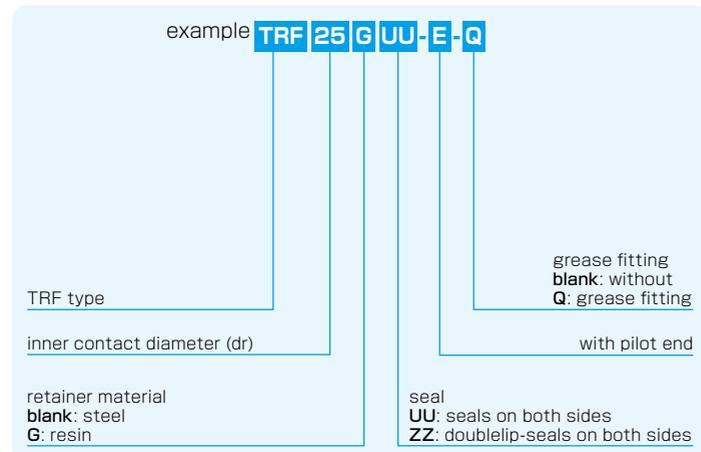 example TRF 25 G UU-E-Q
grease fitting
blank: without
Q: grease fitting
TRF type
inner contact diameter (dr)
with pilot end
retainer material
blank: steel
G: resin
seal
UU: seals on both sides
ZZ: doublelip-seals on both sides